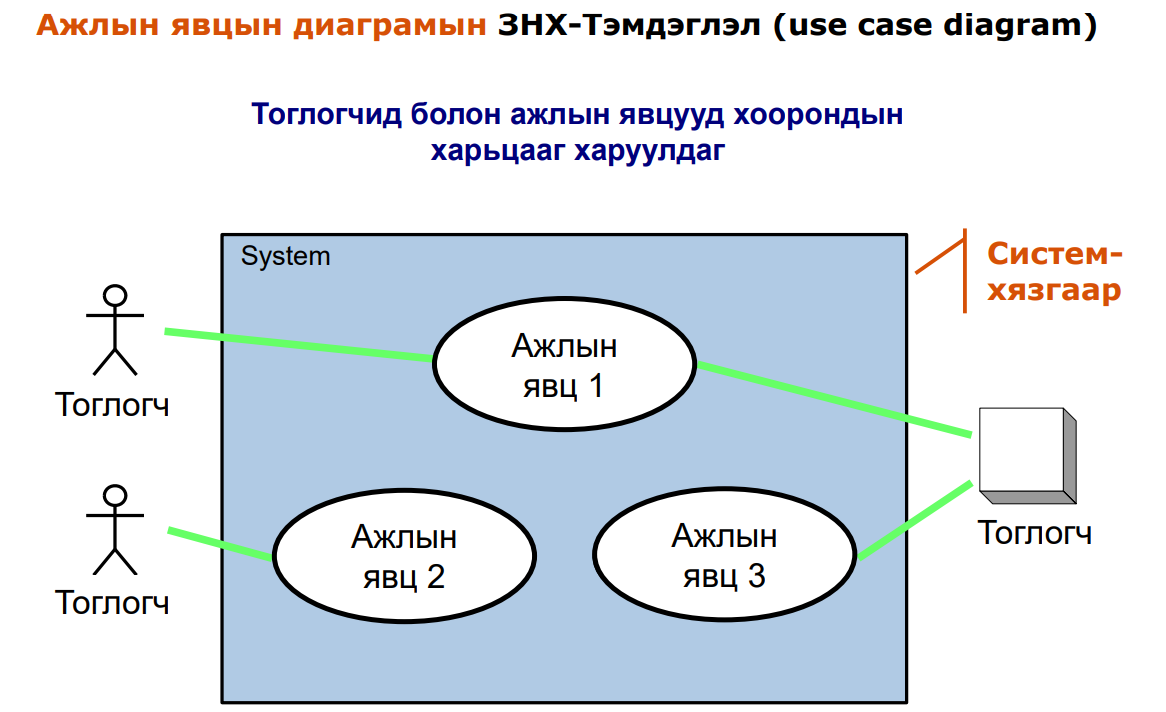 Ажлын явцын диаграмын ЗНХ-Тэмдэглэл (use case diagram)
Тоглогчид болон ажлын явцууд хоорондын
харьцааг харуулдаг
System
Систем-
хязгаар
Ажлын
явц 1
Тоглогч
Ажлын
явц 2
Ажлын
явц 3
Тоглогч
Тоглогч